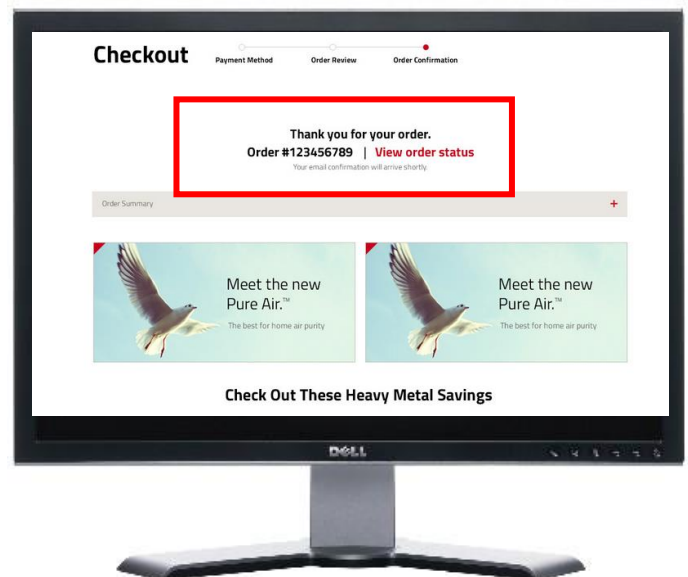 Checkout
Payment Method
Order Review
Order Confirmation
Thank you for your order.
Order #123456789 | View order status
Your email confirmation will arrive shortly.
Order Summary +
Meet the new
Pure Air.™
The best for home air purity
Meet the new
Pure Air.™
The best for home air purity
Check Out These Heavy Metal Savings
DELL